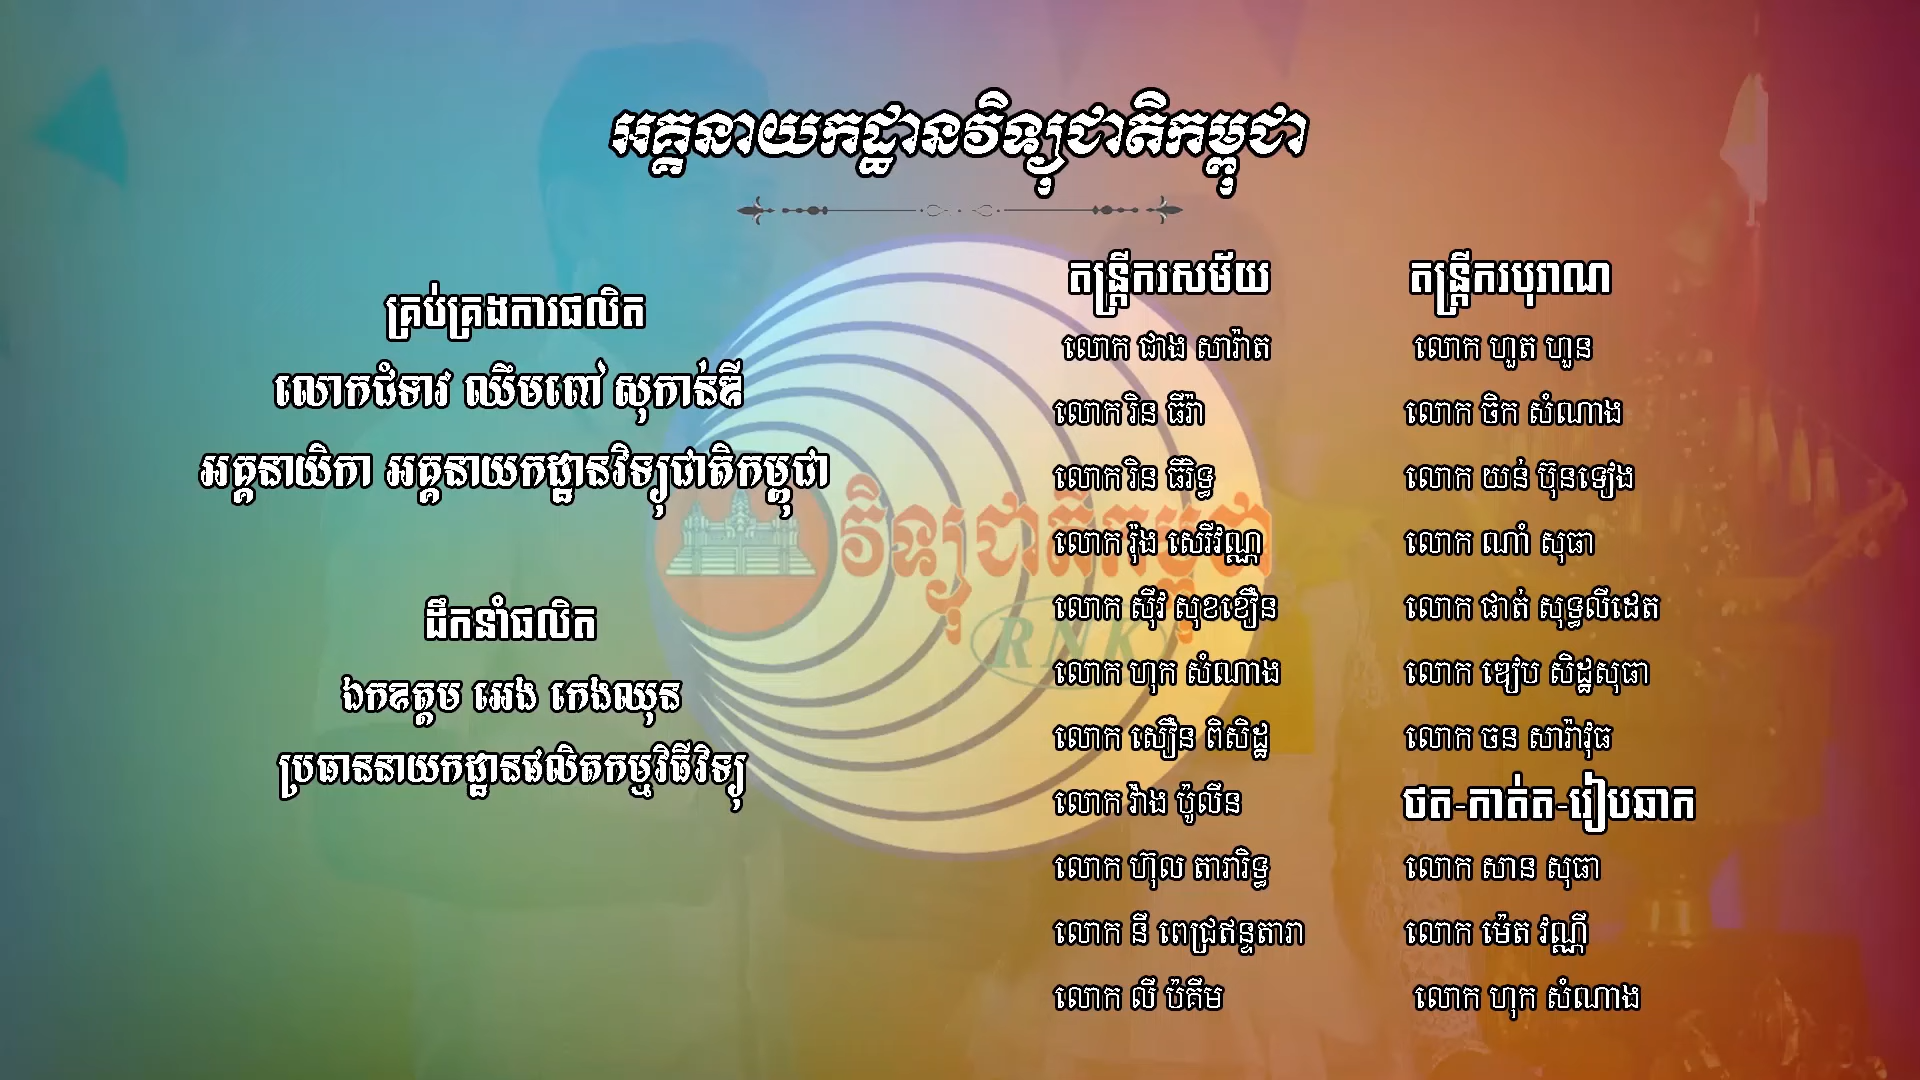 អគ្គនាយកដ្ឋានវិទ្យុជាតិកម្ពុជា
គ្រប់គ្រងការផលិត
លោកជំទាវ ឈឹមពៅ សុកាន់ឌី
អគ្គនាយិកា អគ្គនាយកដ្ឋានវិទ្យុជាតិកម្ពុជា
ដឹកនាំផលិត
ឯកឧត្តម អេង កេងឈុន
ប្រធាននាយកដ្ឋានផលិតកម្មវិធីវិទ្យុ
តន្ត្រីករសម័យ
លោក ជាង សារ៉ាត
លោក រិន ធីរ៉ា
លោក រិន ធីរិទ្ធ
លោក រ៉ុង សេរីវណ្ណ
លោក ស៊ីវ សុខខឿន
លោក ហុក សំណាង
លោក សឿន ពិសិដ្ឋ
លោក វ៉ាង ប៉ូលីន
លោក ហ៊ុល តារារិទ្ធ
លោក នី ពេជ្រឥន្ទតារា
លោក លី ប៉គីម
តន្ត្រីករបុរាណ
លោក ហួត ហួន
លោក ចិក សំណាង
លោក យន់ ប៊ុនទៀង
លោក ណាំ សុធា
លោក ផាត់ សុទ្ធលីដេត
លោក ឌៀប សិដ្ឋសុធា
លោក ចន សារ៉ាវុធ
ថត-កាត់ត-រៀបឆាក
លោក សាន សុធា
លោក ម៉េត វណ្ណី
លោក ហុក សំណាង
វិទ្យុជាតិកម្ពុជា
RNK